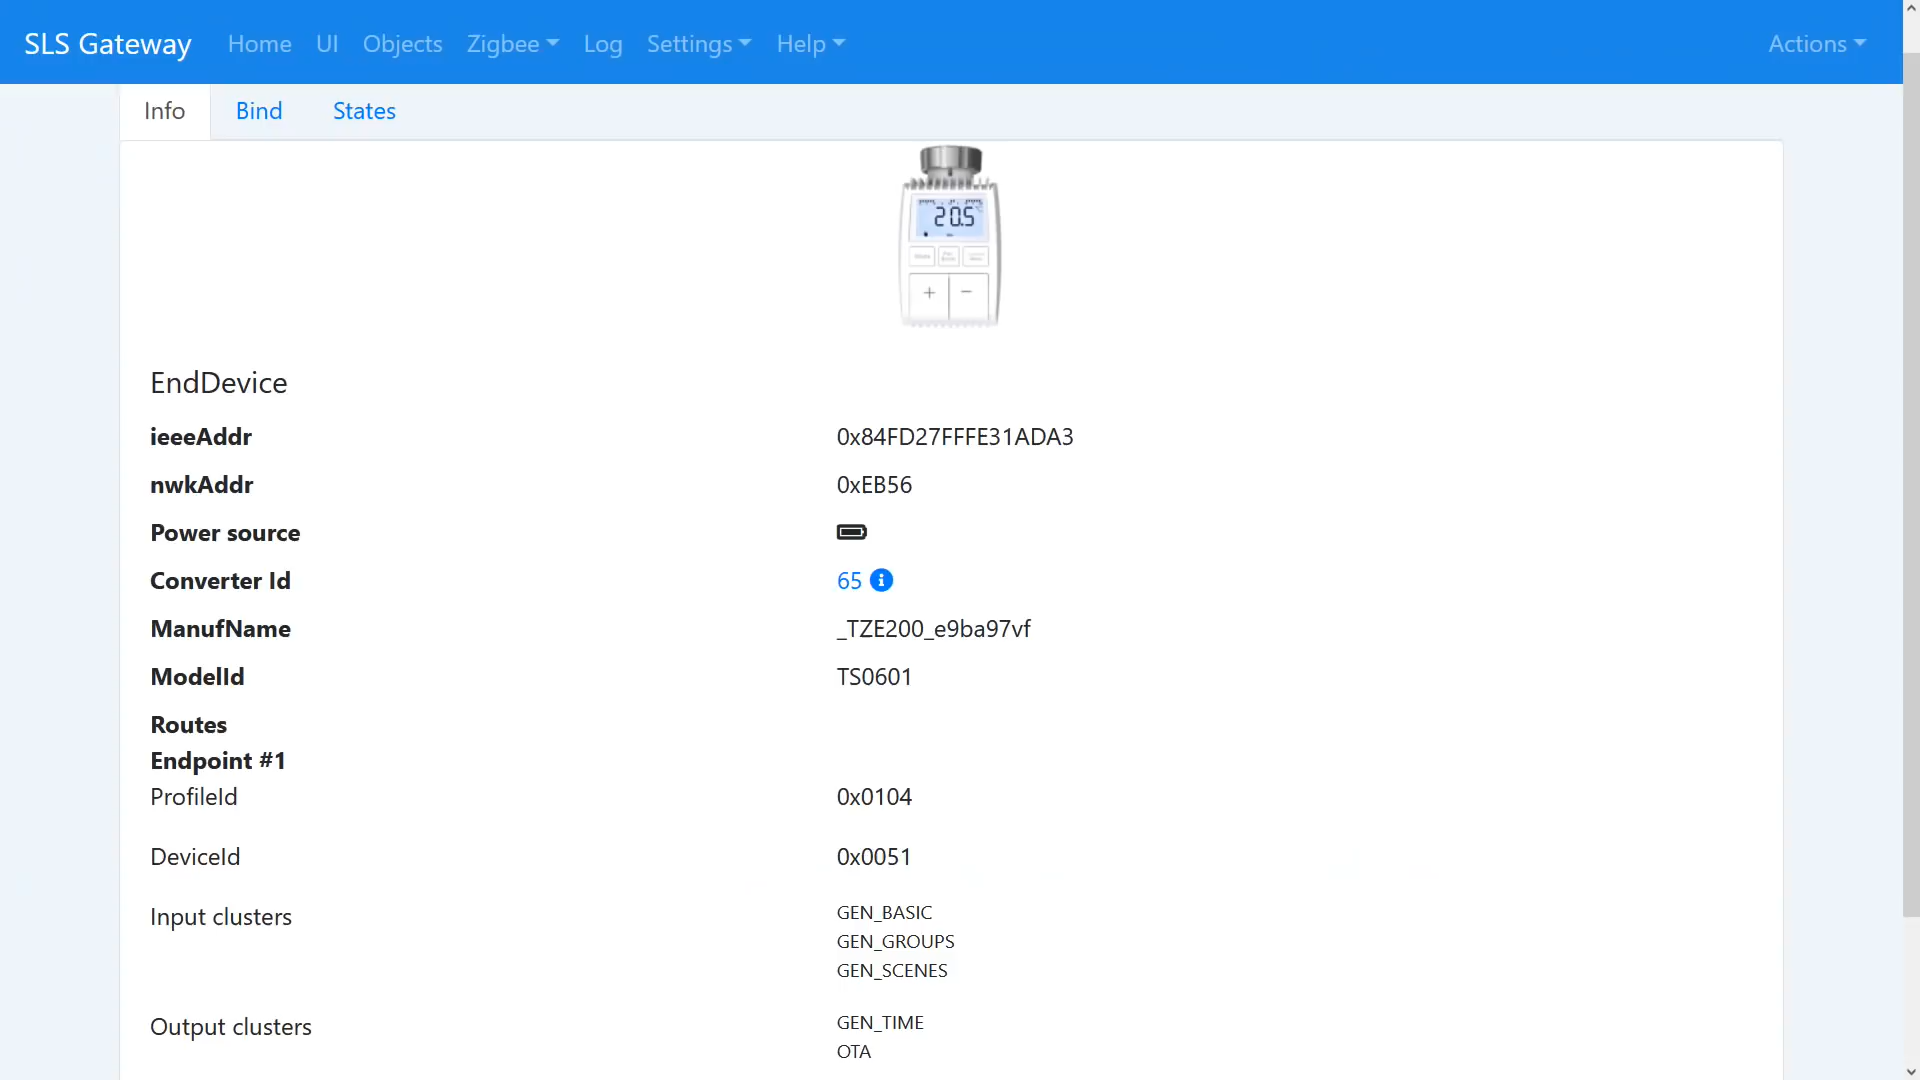 SLS Gateway Home UI Objects Zigbee Log Settings Help Actions
Info Bind States
20.5
+ −
EndDevice
ieeeAddr 0x84FD27FFFE31ADA3
nwkAddr 0xEB56
Power source
Converter Id 65
ManufName _TZE200_e9ba97vf
ModelId TS0601
Routes
Endpoint #1
ProfileId 0x0104
DeviceId 0x0051
Input clusters GEN_BASIC
GEN_GROUPS
GEN_SCENES
Output clusters GEN_TIME
OTA